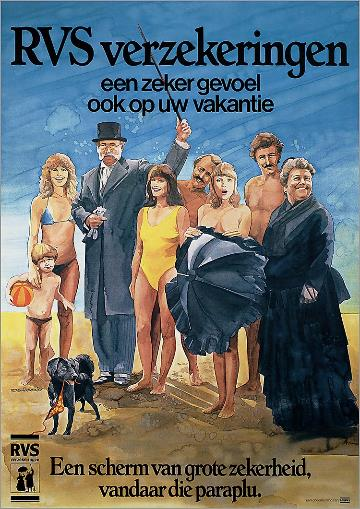 RVS verzekeringen
een zeker gevoel
ook op uw vakantie
RVS
Een scherm van grote zekerheid,
vandaar die paraplu.